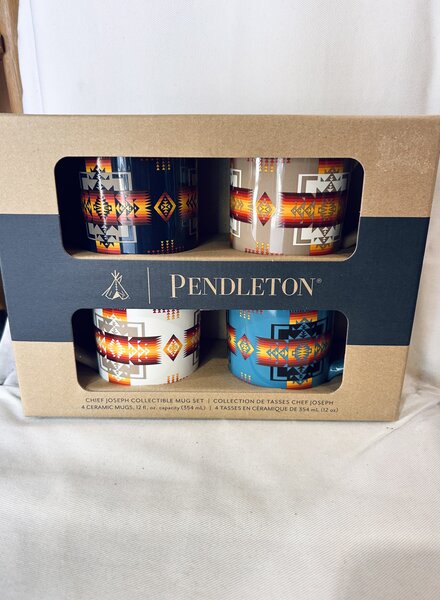 PENDLETON®
CHIEF JOSEPH COLLECTIBLE MUG SET | COLLECTION DE TASSES CHEF JOSEPH
4 CERAMIC MUGS, 12 fl. oz. capacity (354 mL) | 4 TASSES EN CÉRAMIQUE DE 354 mL (12 oz)